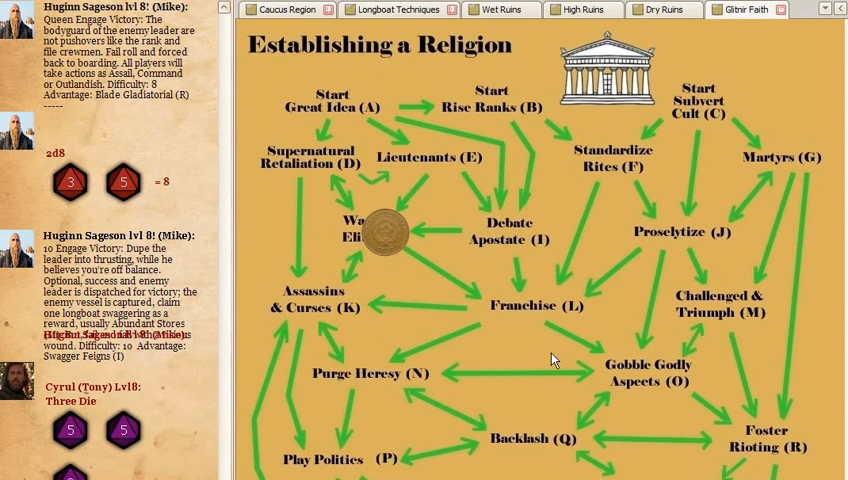 Huginn Sageson lvl 8! (Mike):
Queen Engage Victory: The
bodyguard of the enemy leader are
not pushovers like the rank and
file crewmen. Fail roll and forced
back to boarding. All players will
take actions as Assail, Command
or Outlandish. Difficulty: 8
Advantage: Blade Gladiatorial (R)
-----
2d8
3 5 = 8
Huginn Sageson lvl 8! (Mike):
10 Engage Victory: Dupe the
leader into thrusting, while he
believes you're off balance.
Optional, success and enemy
leader is dispatched for victory; the
enemy vessel is captured, claim
one longboat swaggering as a
reward, usually Abundant Stores
wound. Difficulty: 10 Advantage:
Swagger Feigns (I)
Cyrul (Tony) Lvl8:
Three Die
5 5
Caucus Region
Longboat Techniques
Wet Ruins
High Ruins
Dry Ruins
Glitnir Faith
Establishing a Religion
Start
Great Idea (A)
Start
Rise Ranks (B)
Start
Subvert
Cult (C)
Supernatural
Retaliation (D)
Lieutenants (E)
Standardize
Rites (F)
Martyrs (G)
Debate
Apostate (I)
Proselytize (J)
Assassins
& Curses (K)
Franchise (L)
Challenged &
Triumph (M)
Purge Heresy (N)
Gobble Godly
Aspects (O)
Play Politics (P)
Backlash (Q)
Foster
Rioting (R)